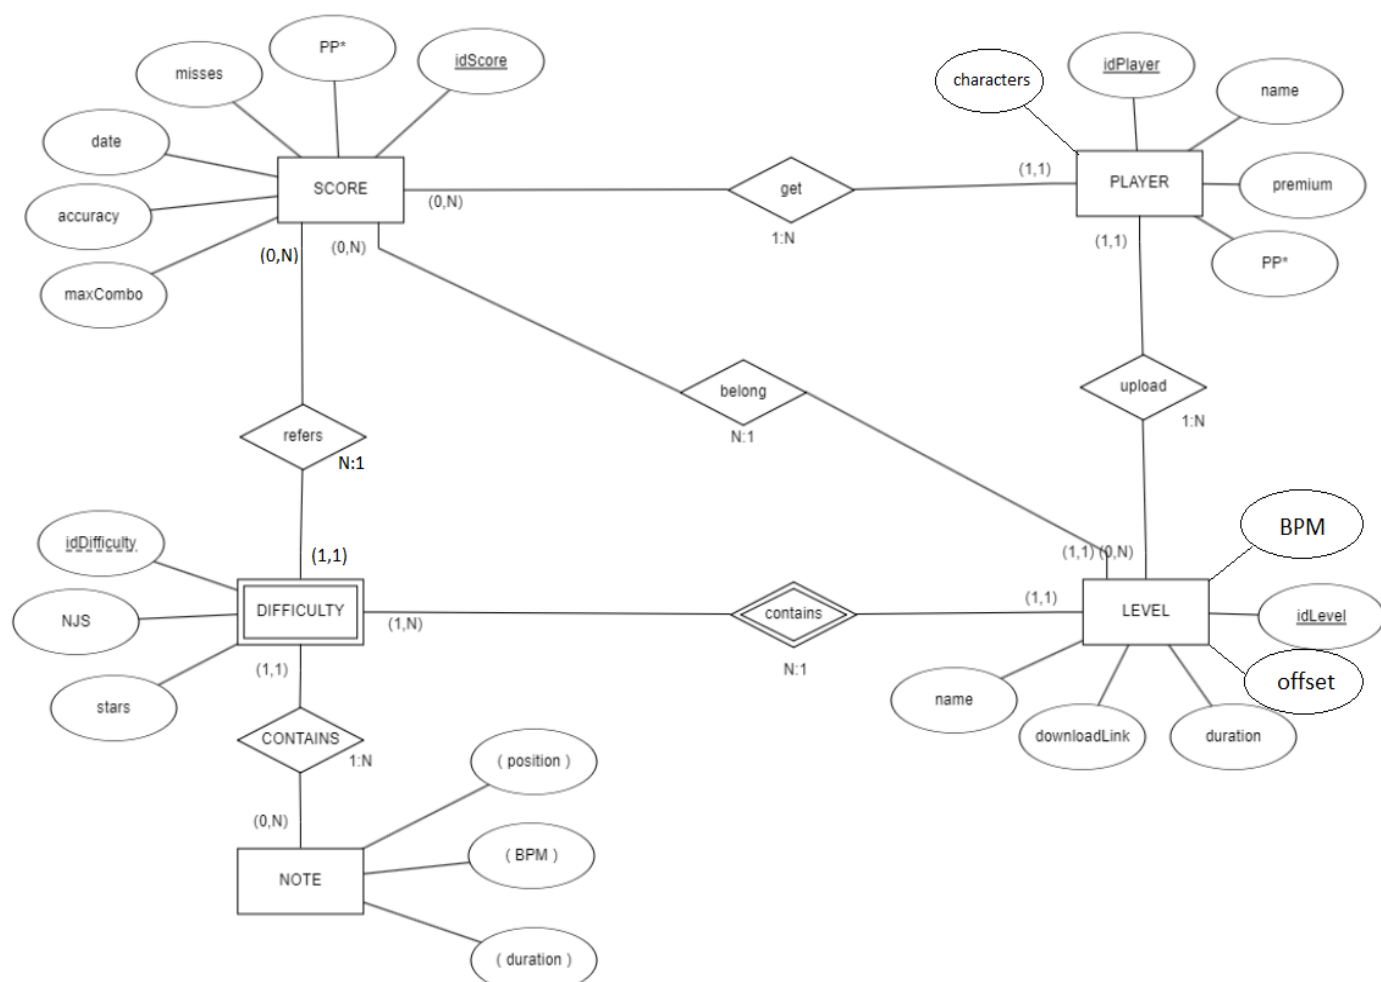 PP*
idScore
misses
characters
idPlayer
name
date
(1,1)
SCORE
get
PLAYER
premium
accuracy
(0,N)
1:N
(0,N)
(0,N)
(1,1)
PP*
maxCombo
belong
upload
N:1
1:N
refers
N:1
BPM
idDifficulty
(1,1)
(1,1)
(0,N)
NJS
DIFFICULTY
(1,N)
contains
(1,1)
LEVEL
idLevel
(1,1)
N:1
offset
stars
name
CONTAINS
1:N
downloadLink
duration
( position )
(0,N)
( BPM )
NOTE
( duration )